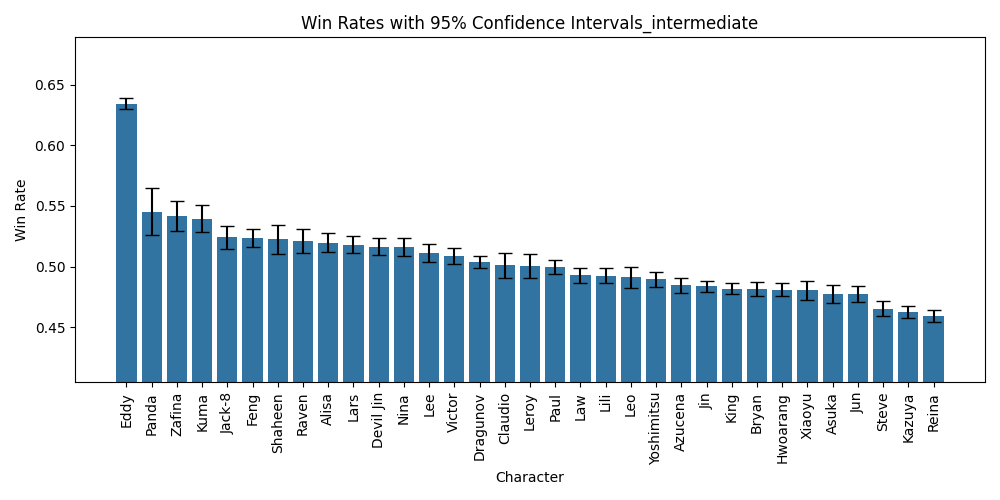 Win Rates with 95% Confidence Intervals_intermediate
Win Rate
0.65
0.60
0.55
0.50
0.45
Eddy
Panda
Zafina
Kuma
Jack-8
Feng
Shaheen
Raven
Alisa
Lars
Devil Jin
Nina
Lee
Victor
Dragunov
Claudio
Leroy
Paul
Law
Lili
Leo
Yoshimitsu
Azucena
Jin
King
Bryan
Hwoarang
Xiaoyu
Asuka
Jun
Steve
Kazuya
Reina
Character